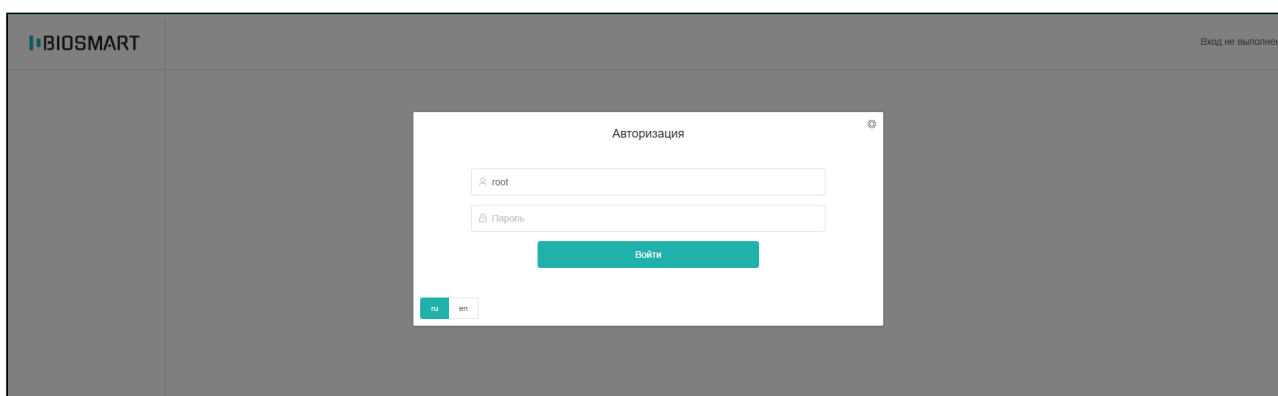 BIOSMART
Вход не выполнен
Авторизация
root
Пароль
Войти
ru en